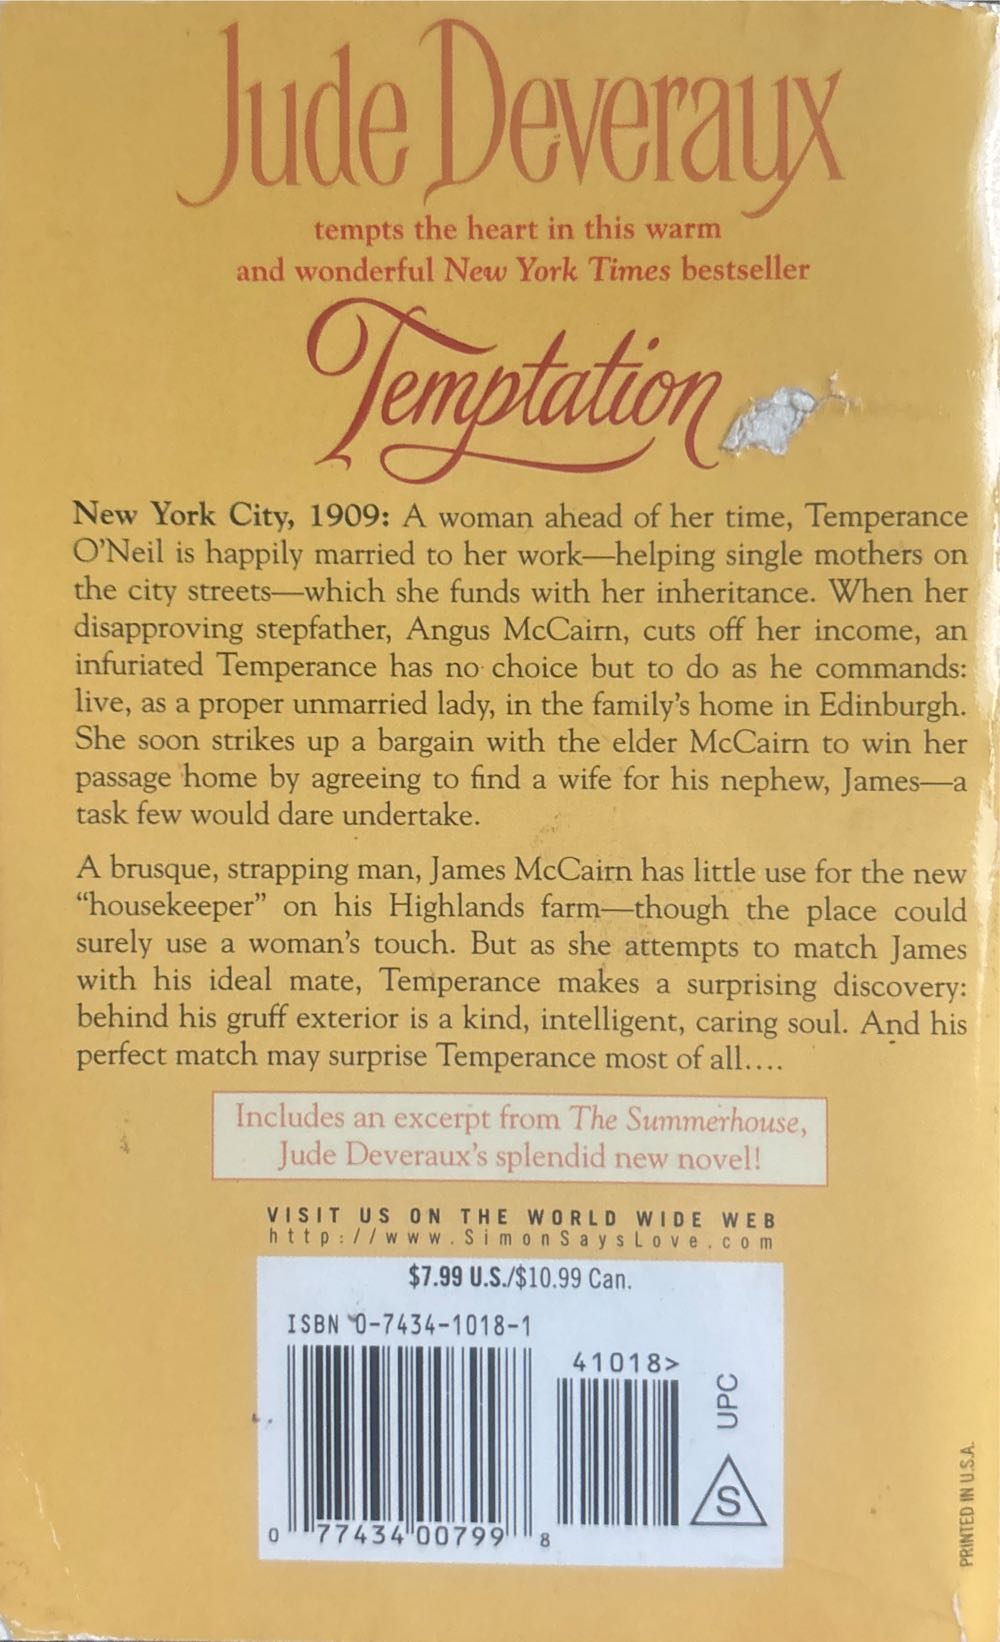 Jude Deveraux
tempts the heart in this warm
and wonderful New York Times bestseller
Temptation
New York City, 1909: A woman ahead of her time, Temperance
O'Neil is happily married to her work—helping single mothers on
the city streets—which she funds with her inheritance. When her
disapproving stepfather, Angus McCairn, cuts off her income, an
infuriated Temperance has no choice but to do as he commands:
live, as a proper unmarried lady, in the family's home in Edinburgh.
She soon strikes up a bargain with the elder McCairn to win her
passage home by agreeing to find a wife for his nephew, James—a
task few would dare undertake.
A brusque, strapping man, James McCairn has little use for the new
"housekeeper" on his Highlands farm—though the place could
surely use a woman's touch. But as she attempts to match James
with his ideal mate, Temperance makes a surprising discovery:
behind his gruff exterior is a kind, intelligent, caring soul. And his
perfect match may surprise Temperance most of all....
Includes an excerpt from The Summerhouse,
Jude Deveraux's splendid new novel!
VISIT US ON THE WORLD WIDE WEB
http://www.SimonSaysLove.com
$7.99 U.S./$10.99 Can.
ISBN 0-7434-1018-1
41018>
UPC
S
0 77434 00799 8
PRINTED IN U.S.A.